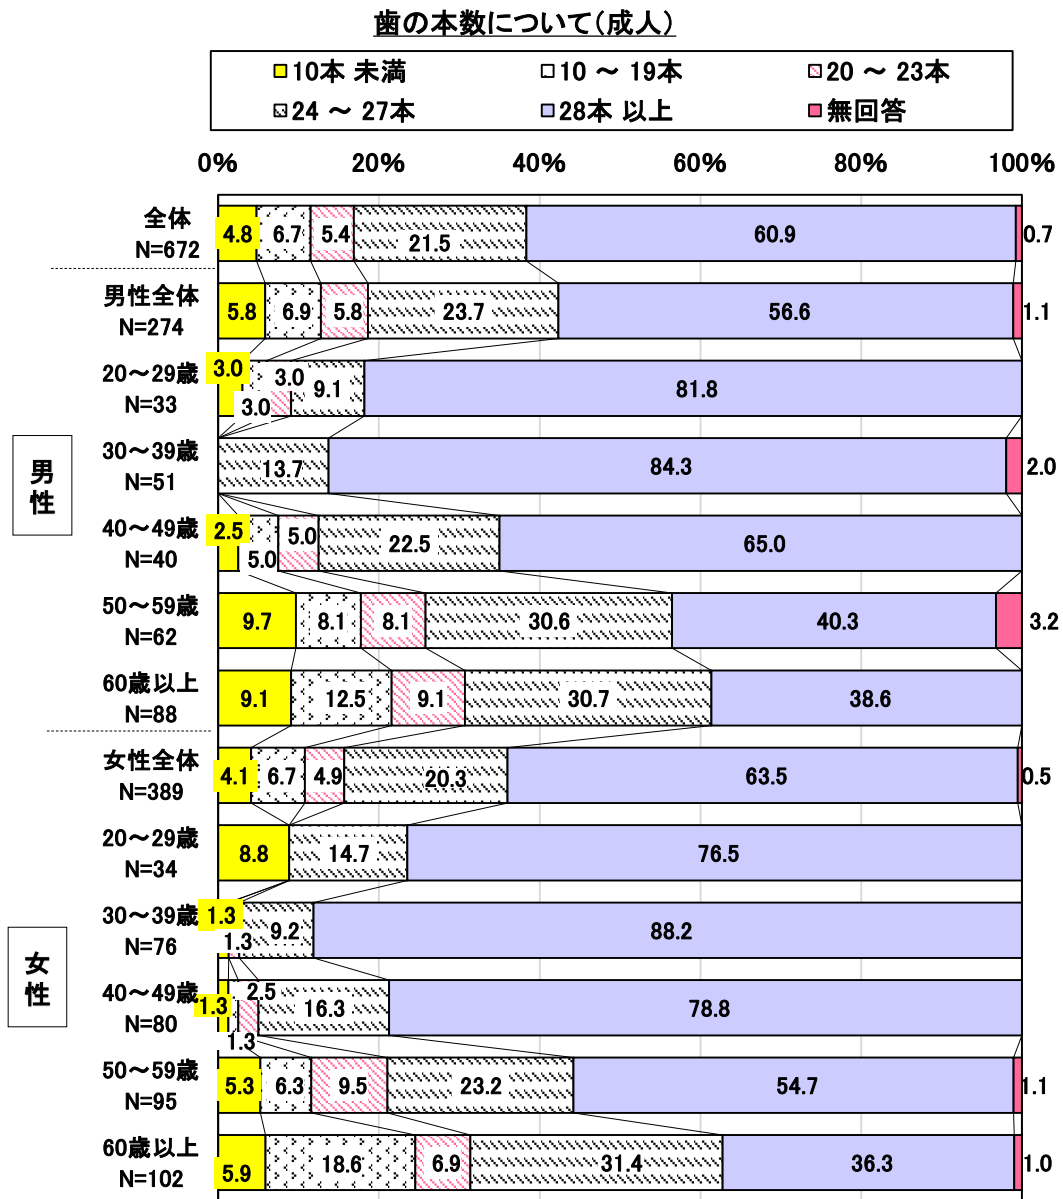 歯の本数について(成人)
10本 未満 10 ～ 19本 20 ～ 23本
24 ～ 27本 28本 以上 無回答
0% 20% 40% 60% 80% 100%
全体
N=672
4.8 6.7 5.4 21.5 60.9 0.7
男性全体
N=274
5.8 6.9 5.8 23.7 56.6 1.1
男性
20～29歳
N=33
3.0 3.0 3.0 9.1 81.8
30～39歳
N=51
13.7 84.3 2.0
40～49歳
N=40
2.5 5.0 5.0 22.5 65.0
50～59歳
N=62
9.7 8.1 8.1 30.6 40.3 3.2
60歳以上
N=88
9.1 12.5 9.1 30.7 38.6
女性全体
N=389
4.1 6.7 4.9 20.3 63.5 0.5
女性
20～29歳
N=34
8.8 14.7 76.5
30～39歳
N=76
1.3 1.3 9.2 88.2
40～49歳
N=80
1.3 1.3 2.5 16.3 78.8
50～59歳
N=95
5.3 6.3 9.5 23.2 54.7 1.1
60歳以上
N=102
5.9 18.6 6.9 31.4 36.3 1.0